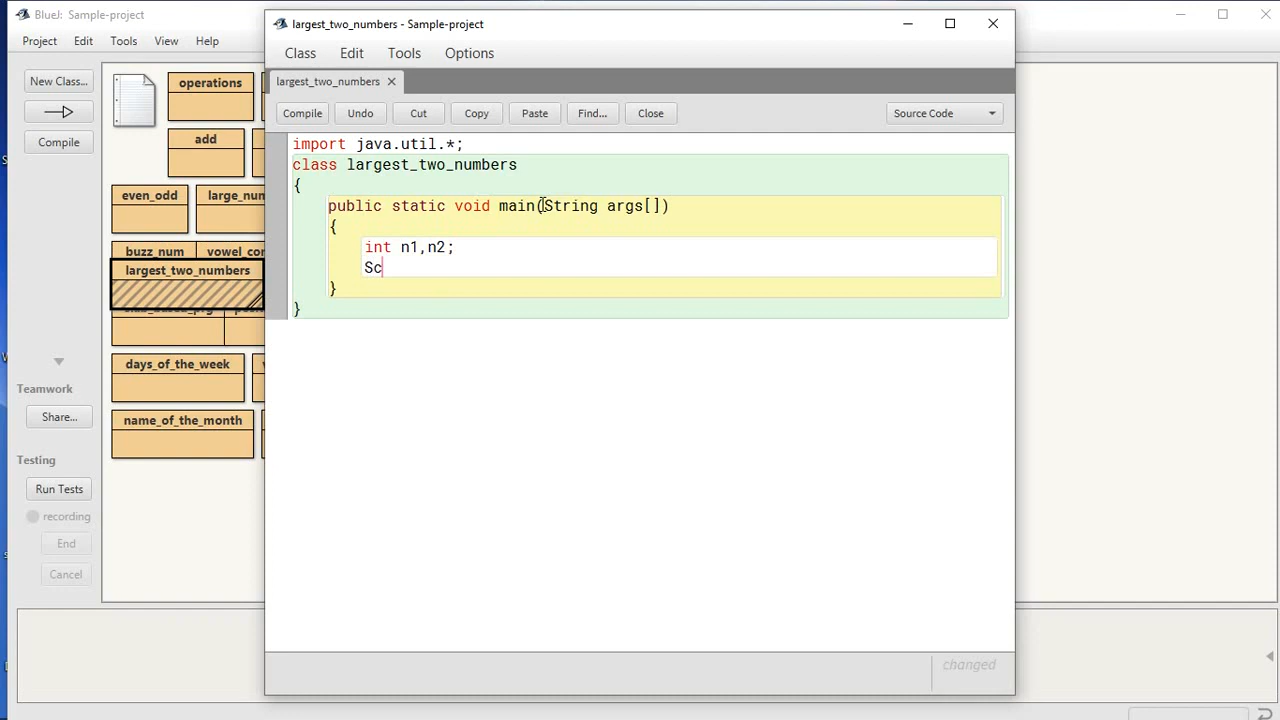 BlueJ: Sample-project
Project Edit Tools View Help
New Class...
Compile
Teamwork
Share...
Testing
Run Tests
recording
End
Cancel
operations
add
even_odd
buzz_num
largest_two_numbers
days_of_the_week
name_of_the_month
largest_two_numbers - Sample-project
Class Edit Tools Options
largest_two_numbers
Compile Undo Cut Copy Paste Find... Close Source Code
import java.util.*;
class largest_two_numbers
{
public static void main(String args[])
{
int n1,n2;
Sc
}
}
changed